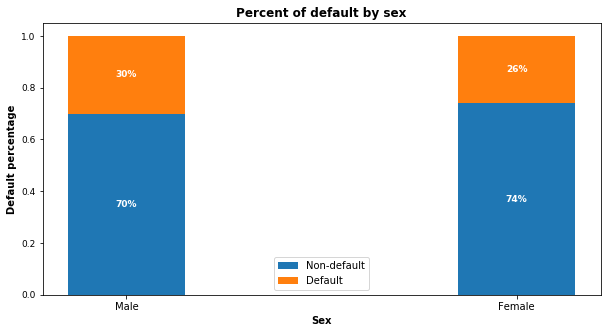 Percent of default by sex
Default percentage
1.0
0.8
0.6
0.4
0.2
0.0
30%
70%
26%
74%
Non-default
Default
Male
Female
Sex